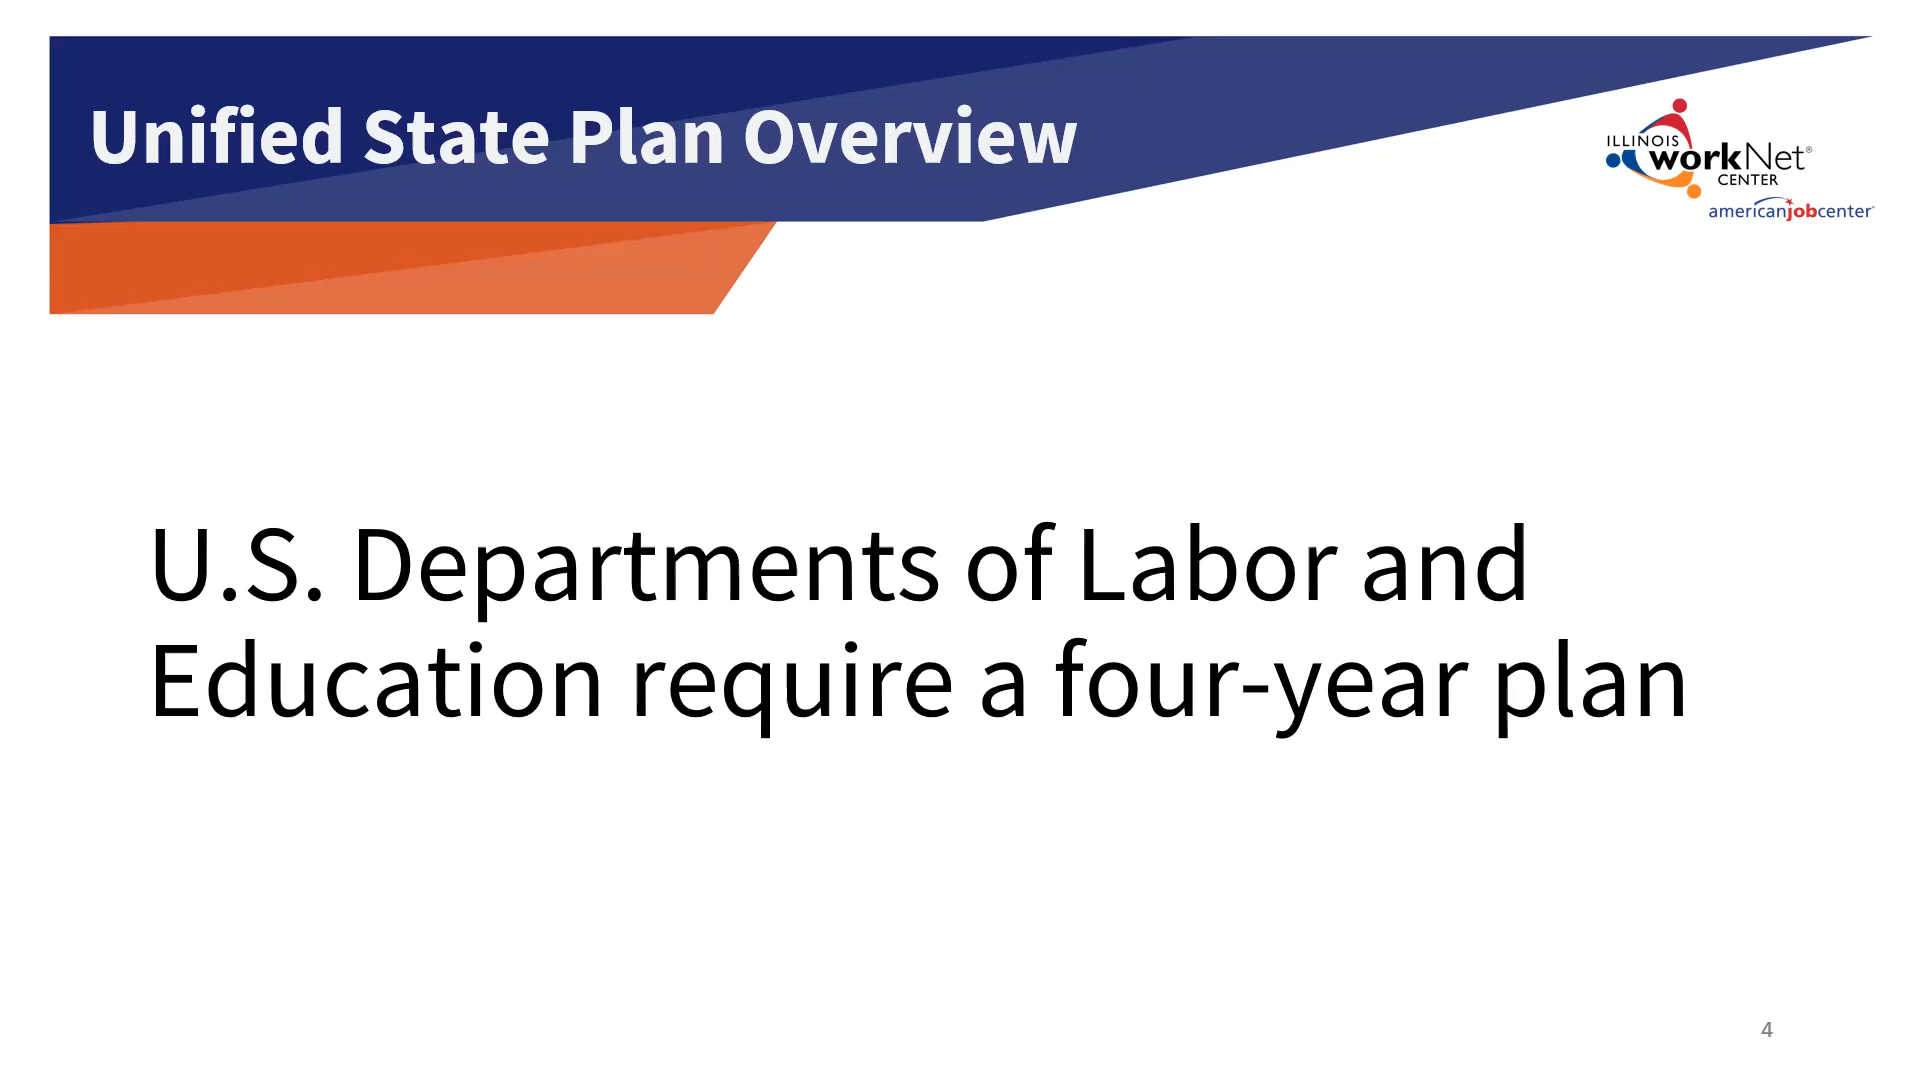 Unified State Plan Overview
ILLINOIS
workNet®
CENTER
americanjobcenter
U.S. Departments of Labor and
Education require a four-year plan
4